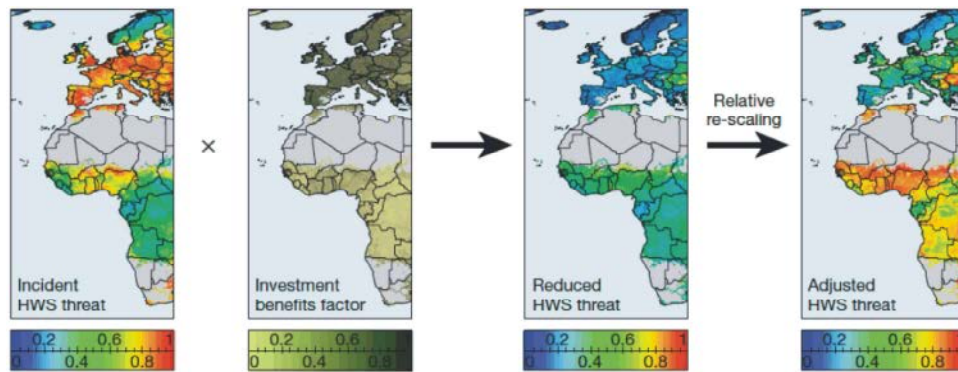 Relative
re-scaling
×
Incident
HWS threat
Investment
benefits factor
Reduced
HWS threat
Adjusted
HWS threat
0.2 0.6 1
0 0.4 0.8
0.2 0.6 1
0 0.4 0.8
0.2 0.6 1
0 0.4 0.8
0.2 0.6 1
0 0.4 0.8